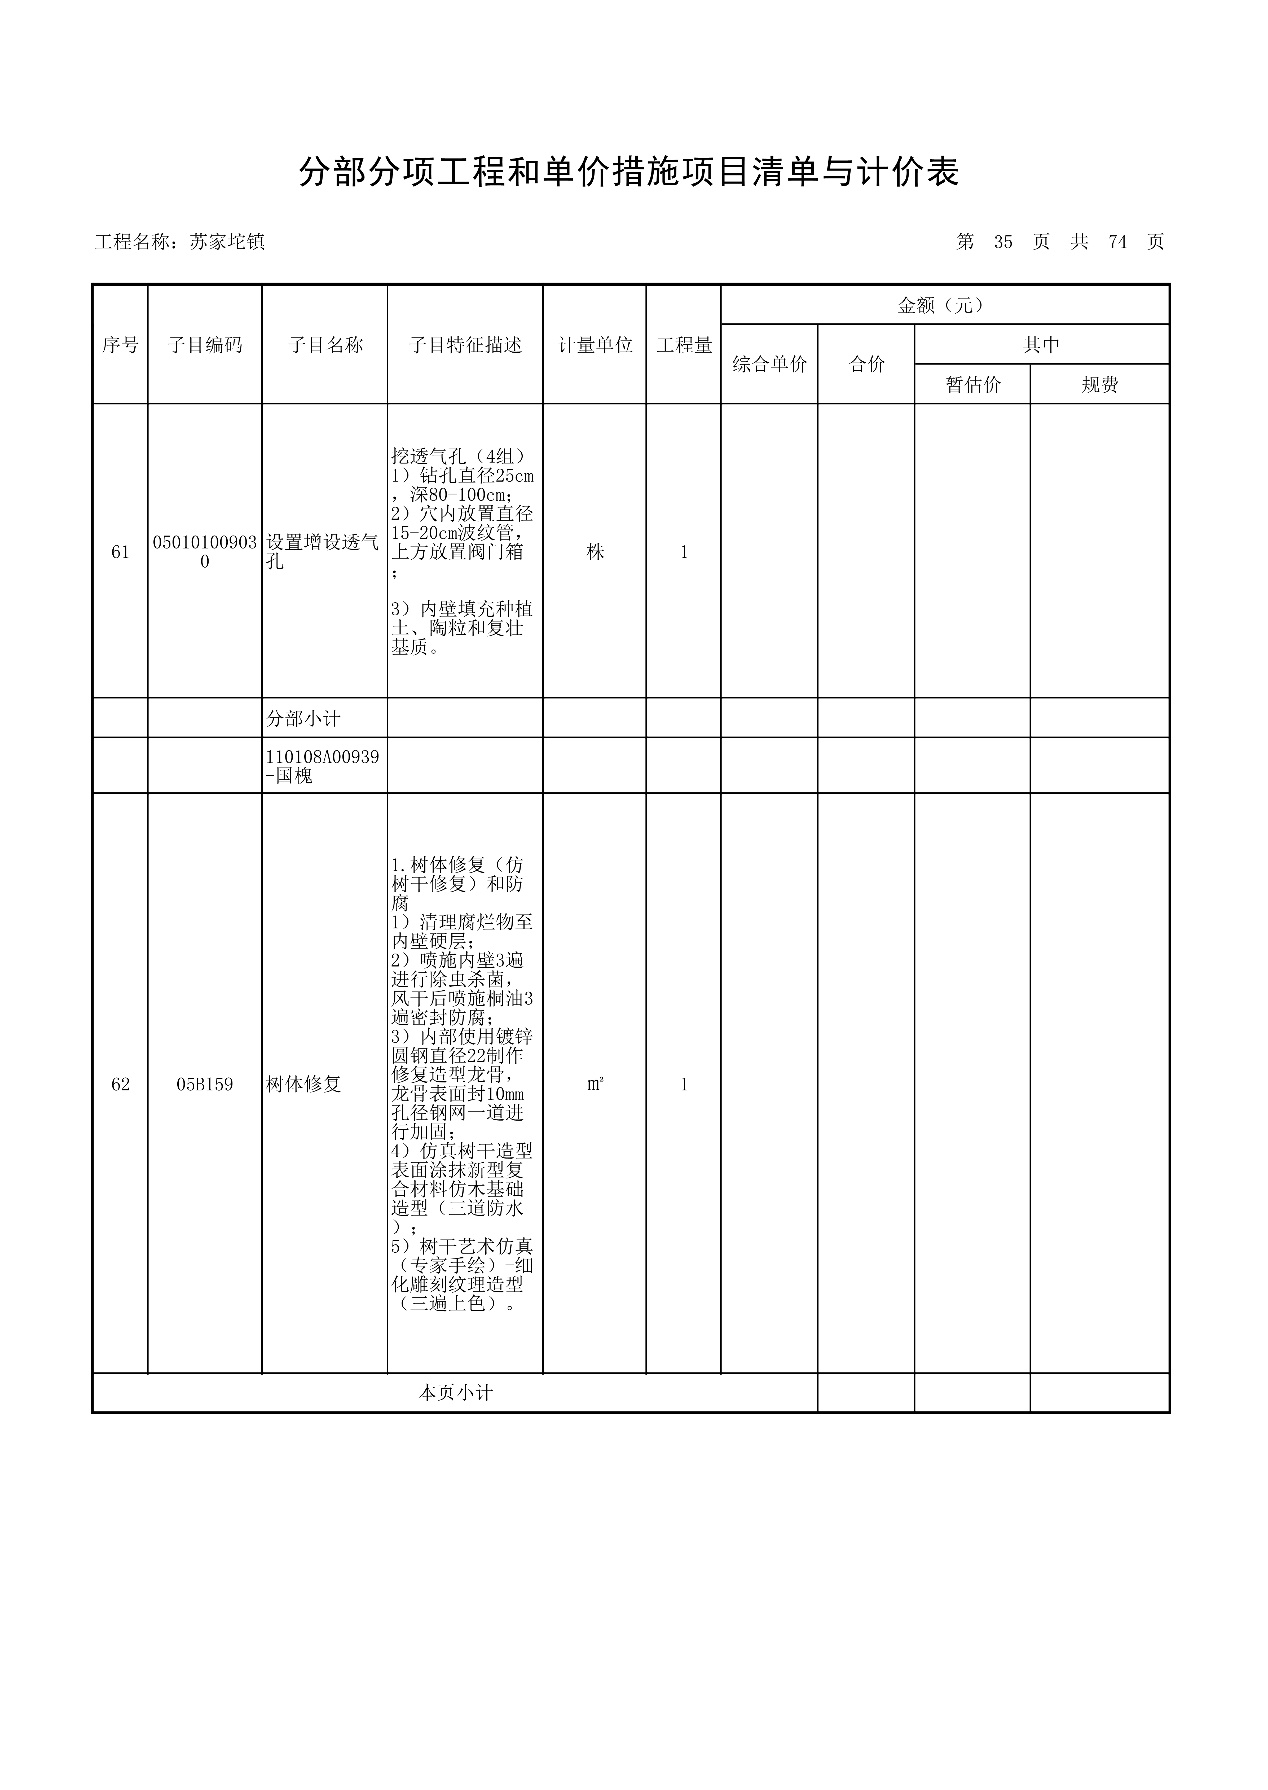 分部分项工程和单价措施项目清单与计价表
工程名称：苏家坨镇
第 35 页 共 74 页
序号
子目编码
子目名称
子目特征描述
计量单位
工程量
金额（元）
综合单价
合价
其中
暂估价
规费
61
05010100903
0
设置增设透气
孔
挖透气孔（4组）
1）钻孔直径25cm
，深80-100cm；
2）穴内放置直径
15-20cm波纹管，
上方放置阀门箱
；
3）内壁填充种植
土、陶粒和复壮
基质。
株
1
分部小计
110108A00939
-国槐
62
05B159
树体修复
1.树体修复（仿
树干修复）和防
腐
1）清理腐烂物至
内壁硬层；
2）喷施内壁3遍
进行除虫杀菌，
风干后喷施桐油3
遍密封防腐；
3）内部使用镀锌
圆钢直径22制作
修复造型龙骨，
龙骨表面封10mm
孔径钢网一道进
行加固；
4）仿真树干造型
表面涂抹新型复
合材料仿木基础
造型（三道防水
）；
5）树干艺术仿真
（专家手绘）-细
化雕刻纹理造型
（三遍上色）。
m²
1
本页小计